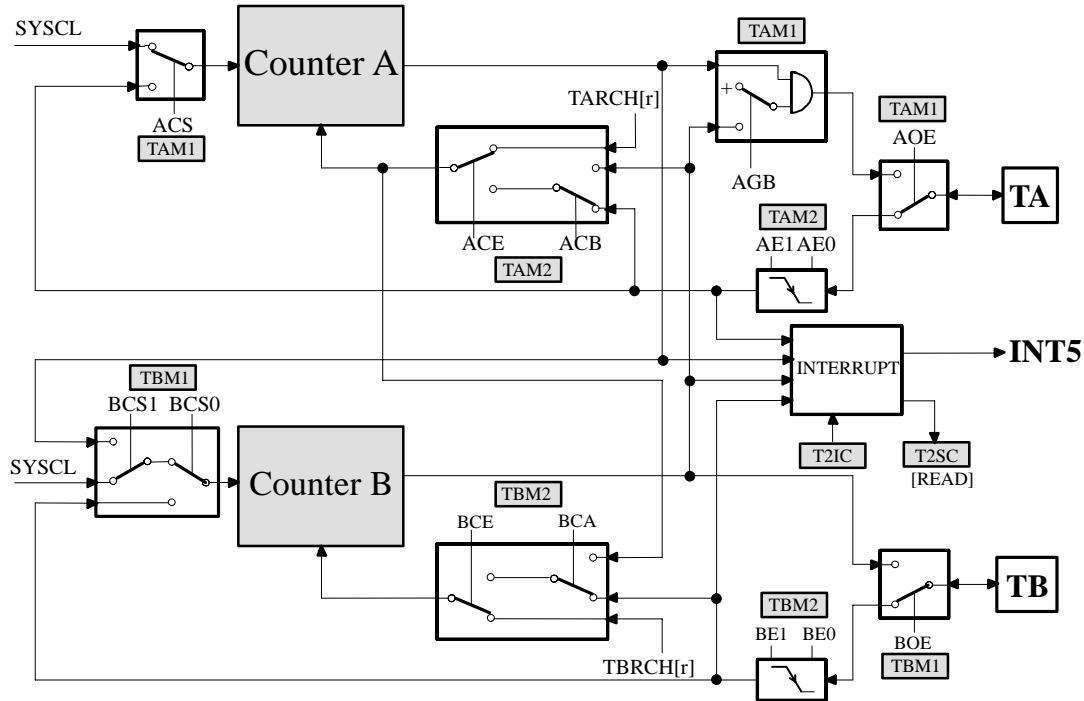 SYSCL
TAM1
Counter A
TARCH[r]
TAM1
ACS
TAM1
+
AOE
AGB
TA
TAM2
ACE
ACB
AE1 AE0
TAM2
INTERRUPT
INT5
TBM1
BCS1 BCS0
T2IC
T2SC
SYSCL
[READ]
Counter B
TBM2
BCE
BCA
TB
TBM2
BE1 BE0
BOE
TBRCH[r]
TBM1